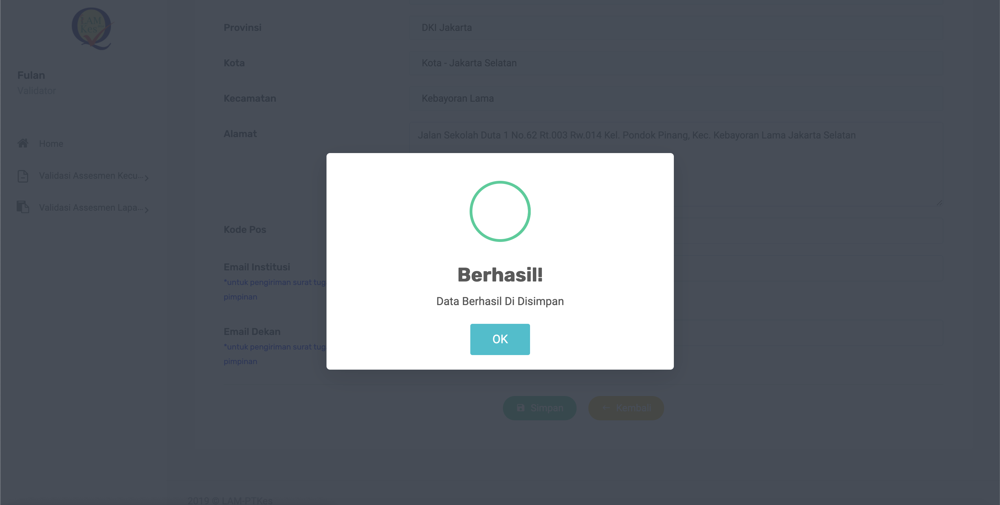 LAM
Kes
Fulan
Validator
Home
Validasi Assesmen Kecu...
Validasi Assesmen Lapa...
Provinsi
DKI Jakarta
Kota
Kota - Jakarta Selatan
Kecamatan
Kebayoran Lama
Alamat
Jalan Sekolah Duta 1 No.62 Rt.003 Rw.014 Kel. Pondok Pinang, Kec. Kebayoran Lama Jakarta Selatan
Kode Pos
Email Institusi
*untuk pengiriman surat tug
pimpinan
Email Dekan
*untuk pengiriman surat tug
pimpinan
Berhasil!
Data Berhasil Di Disimpan
OK
Simpan
Kembali
2019 © LAM-PTKes